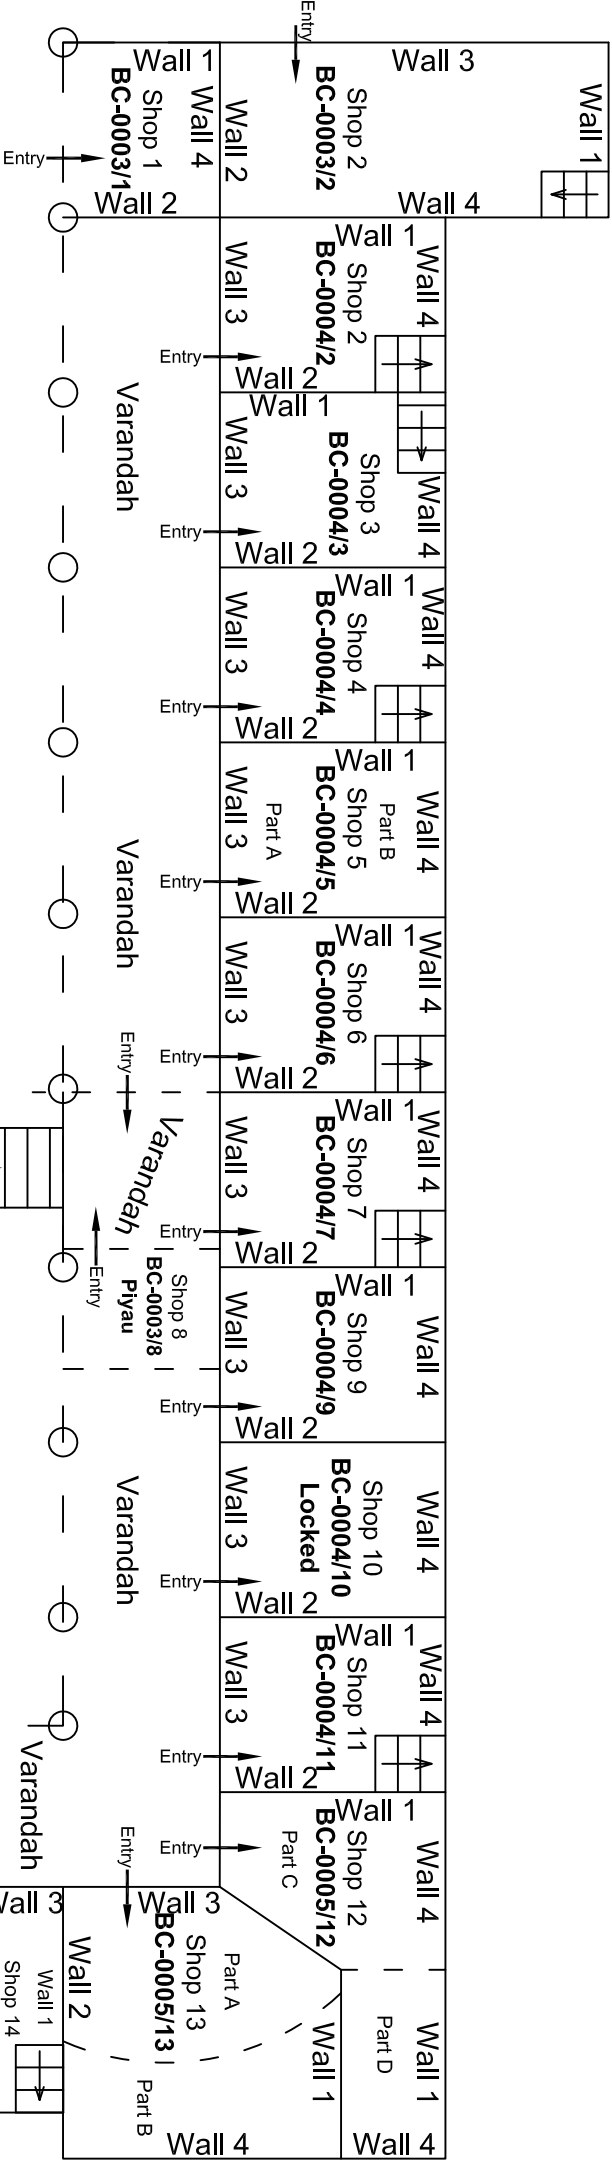 Entry
Wall 1
Wall 3
Wall 1
Shop 1
BC-0003/1
Wall 4
Wall 2
Shop 2
BC-0003/2
Entry
Wall 2
Wall 4
Wall 1
Wall 4
Shop 2
BC-0004/2
Wall 3
Entry
Wall 2
Wall 1
Varandah
Wall 3
Shop 3
BC-0004/3
Wall 4
Entry
Wall 2
Wall 1
Wall 4
Shop 4
BC-0004/4
Wall 3
Entry
Wall 2
Wall 1
Wall 4
Part B
Shop 5
BC-0004/5
Part A
Wall 3
Entry
Wall 2
Varandah
Wall 1
Wall 4
Shop 6
BC-0004/6
Wall 3
Entry
Wall 2
Entry
Wall 1
Wall 4
Shop 7
BC-0004/7
Wall 3
Varandah
Entry
Wall 2
Entry
Shop 8
BC-0003/8
Piyau
Wall 1
Wall 4
Shop 9
BC-0004/9
Wall 3
Entry
Wall 2
Varandah
Wall 4
Shop 10
BC-0004/10
Locked
Wall 3
Entry
Wall 2
Wall 1
Wall 4
Shop 11
BC-0004/11
Wall 3
Entry
Wall 2
Varandah
Wall 1
Wall 4
Shop 12
BC-0005/12
Part C
Entry
Entry
Wall 3
Wall 3
Part A
Shop 13
BC-0005/13
Wall 2
Wall 1
Shop 14
Wall 1
Part D
Wall 1
Part B
Wall 4
Wall 4